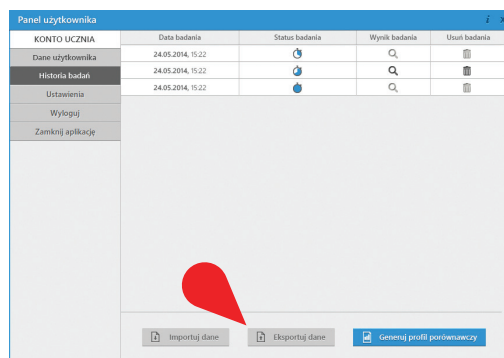 Panel użytkownika
KONTO UCZNIA
Dane użytkownika
Historia badań
Ustawienia
Wyloguj
Zamknij aplikację
Data badania Status badania Wynik badania Usuń badania
24.05.2014, 15:22
24.05.2014, 15:22
24.05.2014, 15:22
Importuj dane Eksportuj dane Generuj profil porównawczy